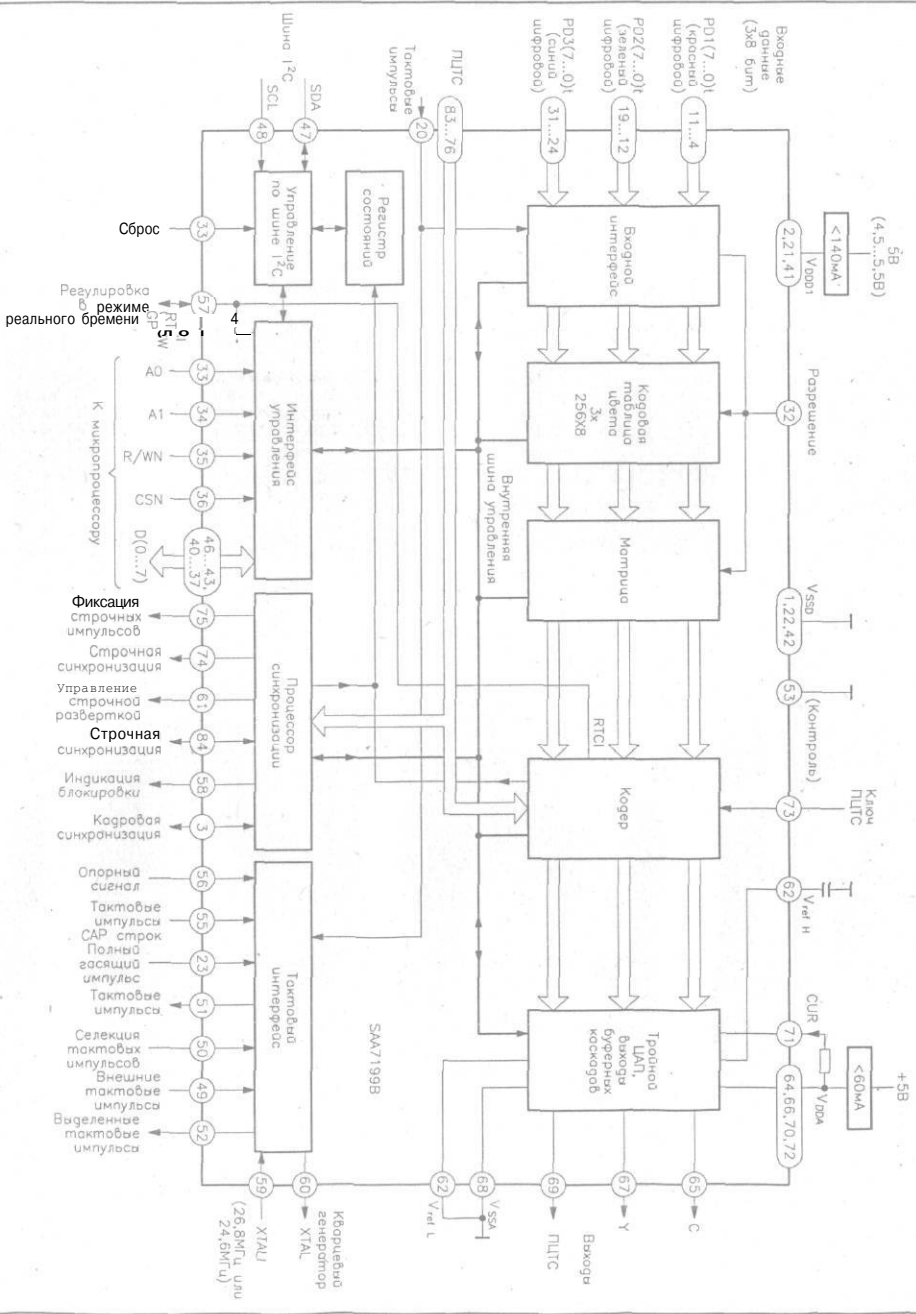 Входные
данные
(3x8 бит)
PD1(7...0)t
(красный
цифровой)
PD2(7...0)t
(зеленый
цифровой)
PD3(7...0)t
(синий
цифровой)
ПЦТС
Тактовые
импульсы
Шина I²C
SDA
SCL
11...4
19...12
31...24
83...76
20
47
48
5В
(4,5...5,5В)
<140мА
VDDD1
2,21,41
Разрешение
32
VSSD
1,22,42
53
(Контроль)
Ключ
ПЦТС
73
62
Vref H
CUR
71
+5В
<60мА
VDDA
64,66,70,72
Входной
интерфейс
Кодовая
таблица
цвета
3x
256X8
Матрица
Кодер
Тройной
ЦАП,
выходы
буферных
каскадов
Внутренняя
шина управления
RTCI
Регистр
состояний
Управление
по шине I²C
Интерфейс
управления
Процессор
синхронизации
Тактовый
интерфейс
SAA7199B
65
C
67
Y
69
ПЦТС
Выходы
68
VSSA
62
Vref L
60
XTAL
59
XTALI
Кварцевый
генератор
(26,8МГц или
24,6МГц)
Сброс
33
Регулировка
в режиме
реального бремени
57
4
A0
33
A1
34
R/WN
35
CSN
36
D(0...7)
46...43,
40...37
К микропроцессору
Фиксация
строчных
импульсов
75
Строчная
синхронизация
74
Управление
строчной
разверткой
61
Строчная
синхронизация
84
Индикация
блокировки
58
Кадровая
синхронизация
3
Опорный
сигнал
56
Тактовые
импульсы
САР строк
55
Полный
гасящий
импульс
23
Тактовые
импульсы
51
Селекция
тактовых
импульсов
50
Внешние
тактовые
импульсы
49
Выделенные
тактовые
импульсы
52